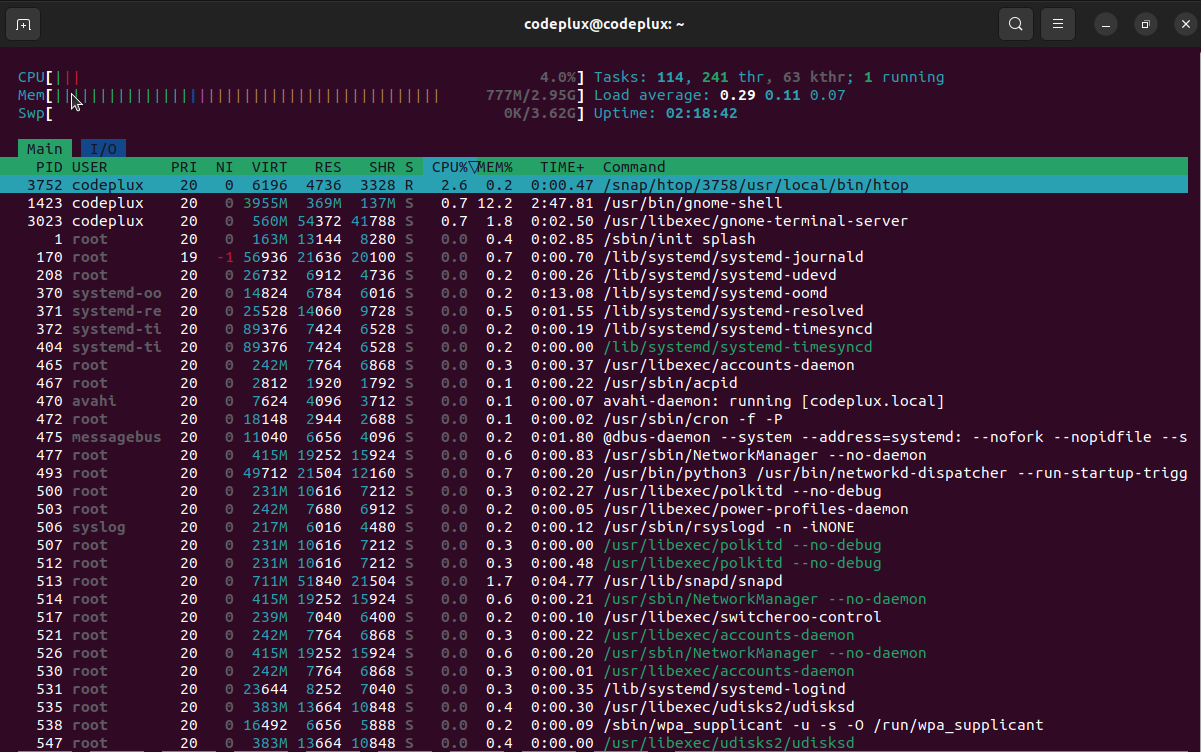 codeplux@codeplux: ~
CPU[||| 4.0%] Tasks: 114, 241 thr, 63 kthr; 1 running
Mem[||||||||||||||||||||||||||||||||||||||||||| 777M/2.95G] Load average: 0.29 0.11 0.07
Swp[ 0K/3.62G] Uptime: 02:18:42
Main I/O
PID USER PRI NI VIRT RES SHR S CPU%▽MEM% TIME+ Command
3752 codeplux 20 0 6196 4736 3328 R 2.6 0.2 0:00.47 /snap/htop/3758/usr/local/bin/htop
1423 codeplux 20 0 3955M 369M 137M S 0.7 12.2 2:47.81 /usr/bin/gnome-shell
3023 codeplux 20 0 560M 54372 41788 S 0.7 1.8 0:02.50 /usr/libexec/gnome-terminal-server
1 root 20 0 163M 13144 8280 S 0.0 0.4 0:02.85 /sbin/init splash
170 root 19 -1 56936 21636 20100 S 0.0 0.7 0:00.70 /lib/systemd/systemd-journald
208 root 20 0 26732 6912 4736 S 0.0 0.2 0:00.26 /lib/systemd/systemd-udevd
370 systemd-oo 20 0 14824 6784 6016 S 0.0 0.2 0:13.08 /lib/systemd/systemd-oomd
371 systemd-re 20 0 25528 14060 9728 S 0.0 0.5 0:01.55 /lib/systemd/systemd-resolved
372 systemd-ti 20 0 89376 7424 6528 S 0.0 0.2 0:00.19 /lib/systemd/systemd-timesyncd
404 systemd-ti 20 0 89376 7424 6528 S 0.0 0.2 0:00.00 /lib/systemd/systemd-timesyncd
465 root 20 0 242M 7764 6868 S 0.0 0.3 0:00.37 /usr/libexec/accounts-daemon
467 root 20 0 2812 1920 1792 S 0.0 0.1 0:00.22 /usr/sbin/acpid
470 avahi 20 0 7624 4096 3712 S 0.0 0.1 0:00.07 avahi-daemon: running [codeplux.local]
472 root 20 0 18148 2944 2688 S 0.0 0.1 0:00.02 /usr/sbin/cron -f -P
475 messagebus 20 0 11040 6656 4096 S 0.0 0.2 0:01.80 @dbus-daemon --system --address=systemd: --nofork --nopidfile --s
477 root 20 0 415M 19252 15924 S 0.0 0.6 0:00.83 /usr/sbin/NetworkManager --no-daemon
493 root 20 0 49712 21504 12160 S 0.0 0.7 0:00.20 /usr/bin/python3 /usr/bin/networkd-dispatcher --run-startup-trigg
500 root 20 0 231M 10616 7212 S 0.0 0.3 0:02.27 /usr/libexec/polkitd --no-debug
503 root 20 0 242M 7680 6912 S 0.0 0.2 0:00.05 /usr/libexec/power-profiles-daemon
506 syslog 20 0 217M 6016 4480 S 0.0 0.2 0:00.12 /usr/sbin/rsyslogd -n -iNONE
507 root 20 0 231M 10616 7212 S 0.0 0.3 0:00.00 /usr/libexec/polkitd --no-debug
512 root 20 0 231M 10616 7212 S 0.0 0.3 0:00.48 /usr/libexec/polkitd --no-debug
513 root 20 0 711M 51840 21504 S 0.0 1.7 0:04.77 /usr/lib/snapd/snapd
514 root 20 0 415M 19252 15924 S 0.0 0.6 0:00.21 /usr/sbin/NetworkManager --no-daemon
517 root 20 0 239M 7040 6400 S 0.0 0.2 0:00.10 /usr/libexec/switcheroo-control
521 root 20 0 242M 7764 6868 S 0.0 0.3 0:00.22 /usr/libexec/accounts-daemon
526 root 20 0 415M 19252 15924 S 0.0 0.6 0:00.20 /usr/sbin/NetworkManager --no-daemon
530 root 20 0 242M 7764 6868 S 0.0 0.3 0:00.01 /usr/libexec/accounts-daemon
531 root 20 0 23644 8252 7040 S 0.0 0.3 0:00.35 /lib/systemd/systemd-logind
535 root 20 0 383M 13664 10848 S 0.0 0.4 0:00.30 /usr/libexec/udisks2/udisksd
538 root 20 0 16492 6656 5888 S 0.0 0.2 0:00.09 /sbin/wpa_supplicant -u -s -O /run/wpa_supplicant
547 root 20 0 383M 13664 10848 S 0.0 0.4 0:00.00 /usr/libexec/udisks2/udisksd